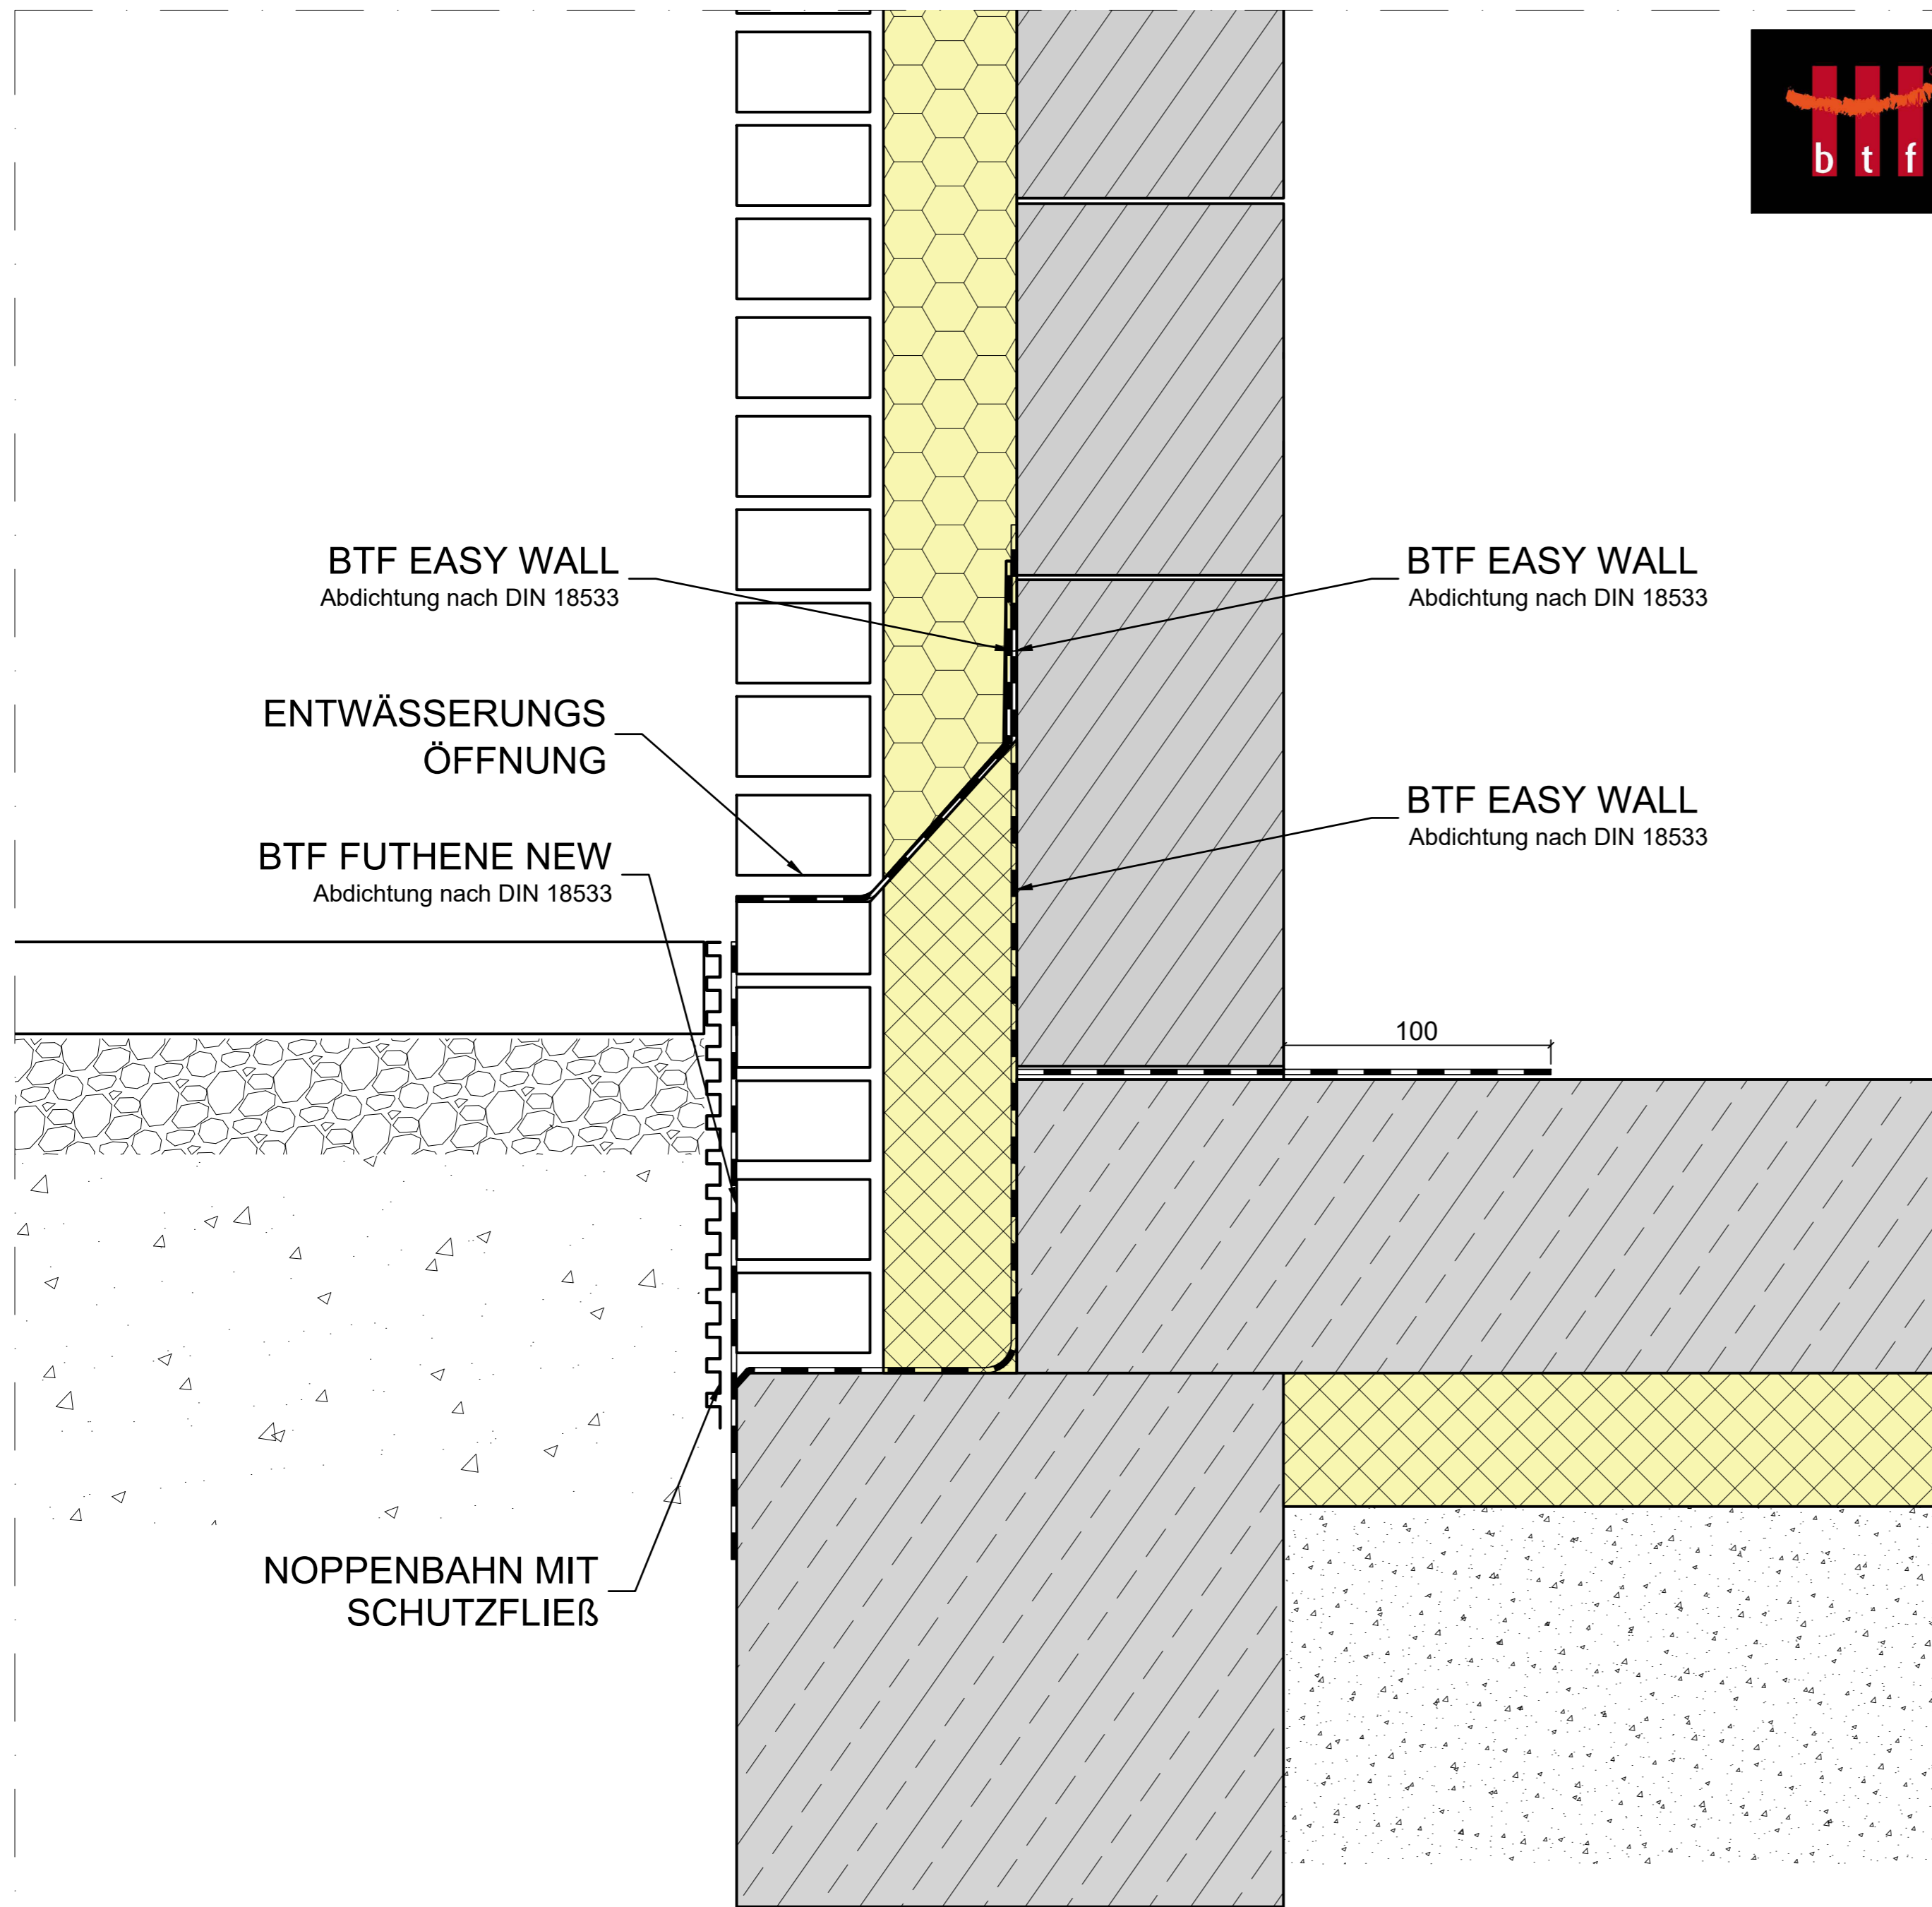 b t f
BTF EASY WALL
Abdichtung nach DIN 18533
BTF EASY WALL
Abdichtung nach DIN 18533
ENTWÄSSERUNGS
ÖFFNUNG
BTF EASY WALL
Abdichtung nach DIN 18533
BTF FUTHENE NEW
Abdichtung nach DIN 18533
100
NOPPENBAHN MIT
SCHUTZFLIEß